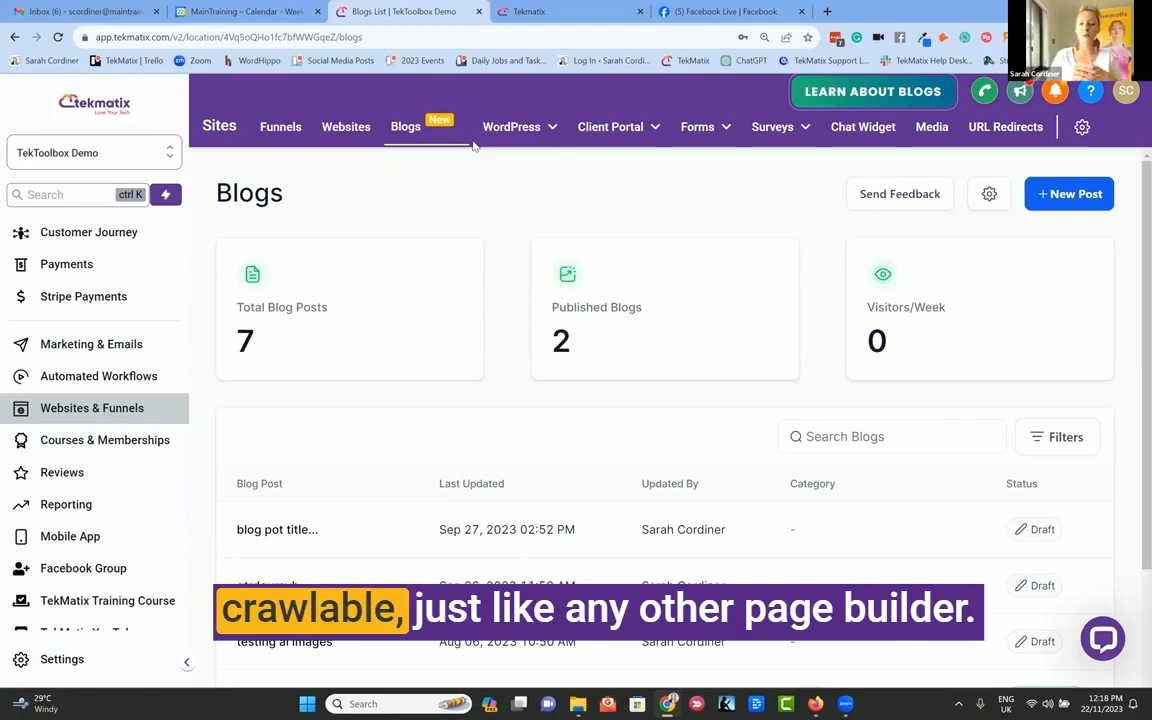 Inbox (6) - scordiner@maintrain
MainTraining - Calendar - Week
Blogs List | TekToolbox Demo
Tekmatix
(5) Facebook Live | Facebook
app.tekmatix.com/v2/location/4Vq5oQHo1fc7bfWWGqeZ/blogs
Sarah Cordiner
TekMatix | Trello
Zoom
WordHippo
Social Media Posts
2023 Events
Daily Jobs and Task...
Log In ‹ Sarah Cordi...
TekMatix
ChatGPT
TekMatix Support L...
TekMatix Help Desk...
Sarah Cordiner
tekmatix
Love Your Tech
LEARN ABOUT BLOGS
SC
Sites
Funnels
Websites
Blogs
New
WordPress
Client Portal
Forms
Surveys
Chat Widget
Media
URL Redirects
TekToolbox Demo
Search
ctrl K
Customer Journey
Payments
Stripe Payments
Marketing & Emails
Automated Workflows
Websites & Funnels
Courses & Memberships
Reviews
Reporting
Mobile App
Facebook Group
TekMatix Training Course
Settings
Blogs
Send Feedback
+ New Post
Total Blog Posts
7
Published Blogs
2
Visitors/Week
0
Search Blogs
Filters
Blog Post
Last Updated
Updated By
Category
Status
blog pot title...
Sep 27, 2023 02:52 PM
Sarah Cordiner
-
Draft
Draft
crawlable, just like any other page builder.
testing ai images
Aug 06, 2023 10:50 AM
Sarah Cordiner
Draft
29°C
Windy
Search
ENG
UK
12:18 PM
22/11/2023